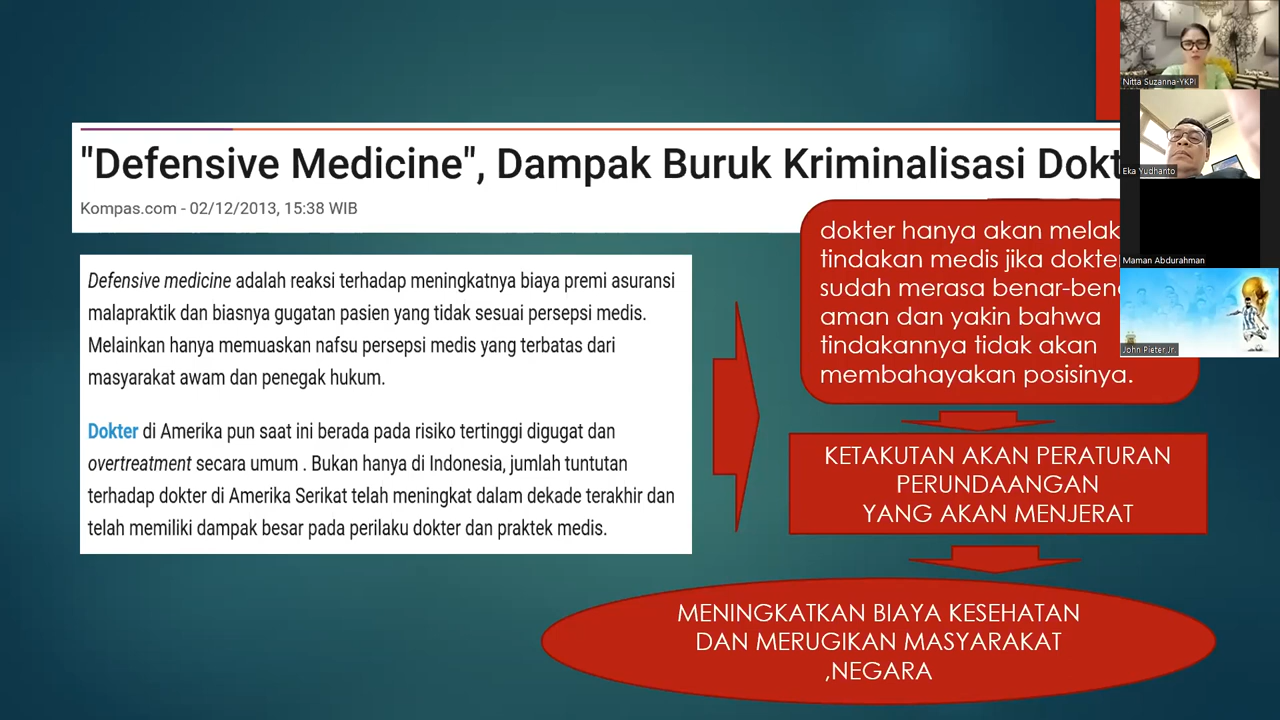 "Defensive Medicine", Dampak Buruk Kriminalisasi
Kompas.com - 02/12/2013, 15:38 WIB
Defensive medicine adalah reaksi terhadap meningkatnya biaya premi asuransi
malapraktik dan biasnya gugatan pasien yang tidak sesuai persepsi medis.
Melainkan hanya memuaskan nafsu persepsi medis yang terbatas dari
masyarakat awam dan penegak hukum.
Dokter di Amerika pun saat ini berada pada risiko tertinggi digugat dan
overtreatment secara umum . Bukan hanya di Indonesia, jumlah tuntutan
terhadap dokter di Amerika Serikat telah meningkat dalam dekade terakhir dan
telah memiliki dampak besar pada perilaku dokter dan praktek medis.
dokter hanya akan
tindakan medis jika dokter
sudah merasa
aman dan yakin bahwa
tindakannya tidak akan
membahayakan posisinya.
KETAKUTAN AKAN PERATURAN
PERUNDAANGAN
YANG AKAN MENJERAT
MENINGKATKAN BIAYA KESEHATAN
DAN MERUGIKAN MASYARAKAT
,NEGARA
Nitta Suzanna-YKPI
Eka Yudhanto
Maman Abdurahman
John Pieter Jr.